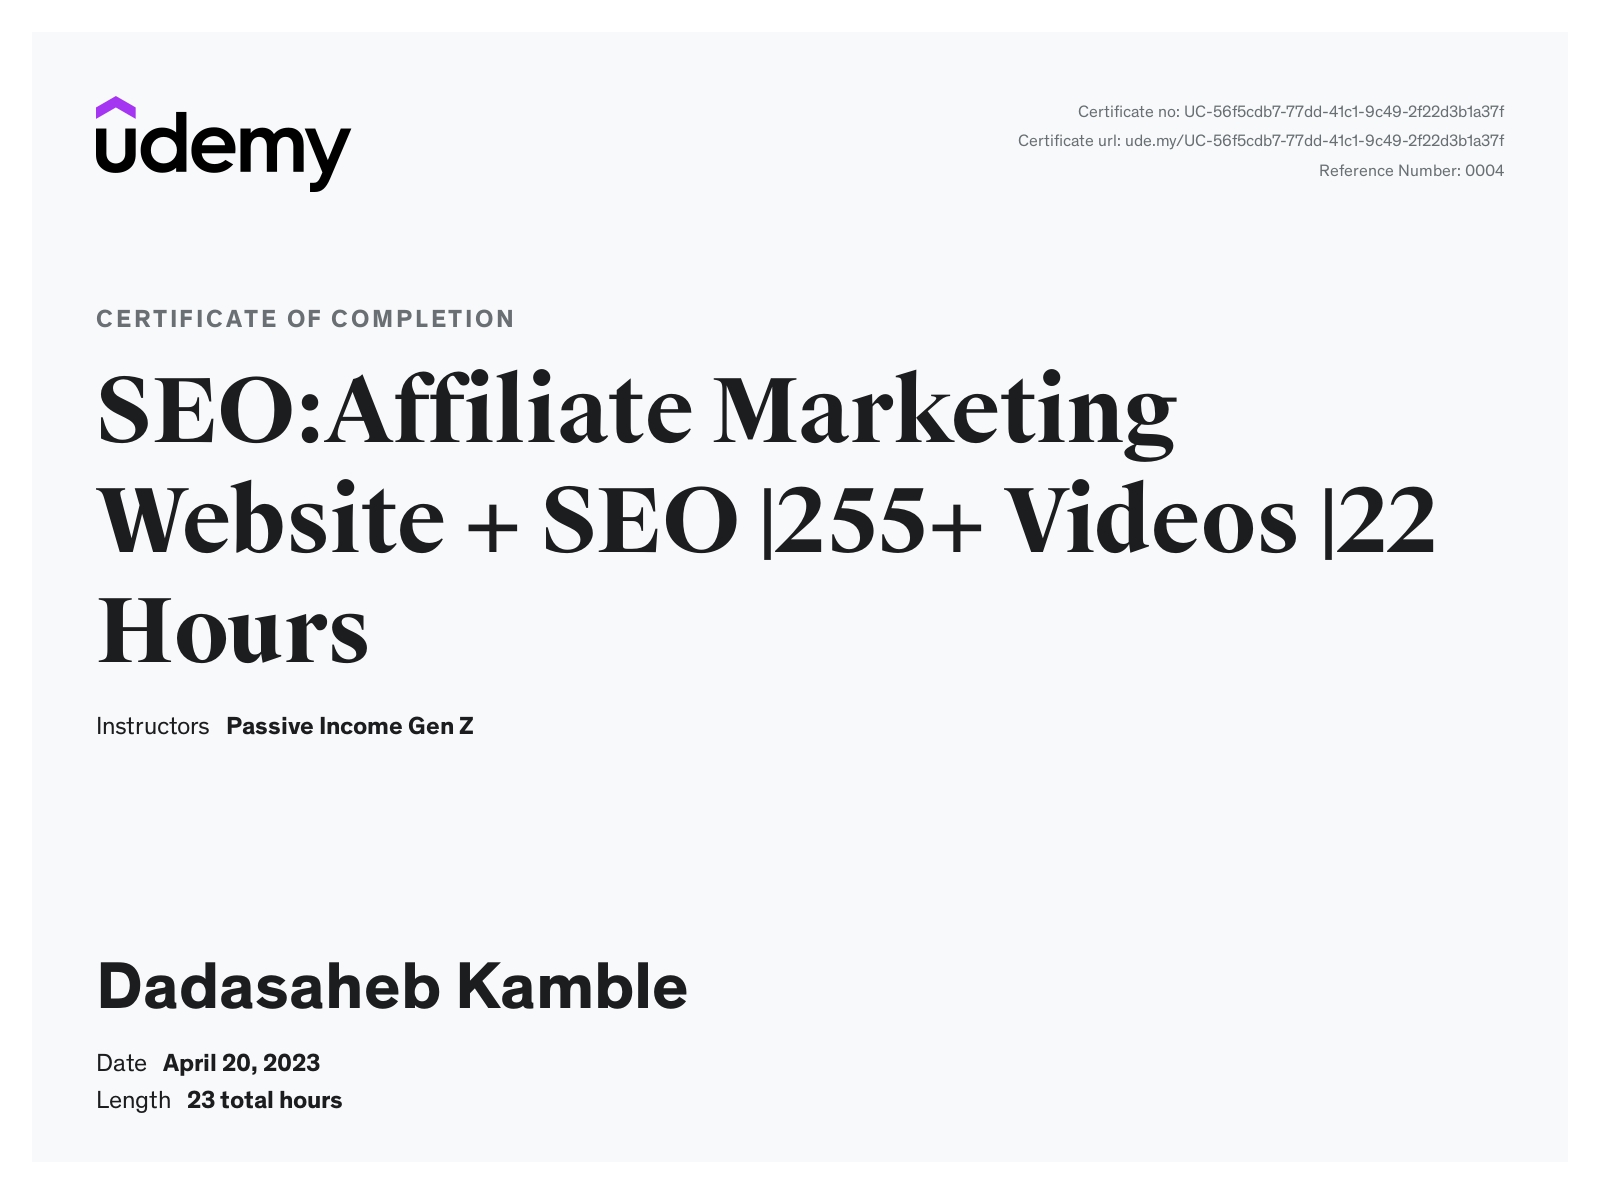 udemy
Certificate no: UC-56f5cdb7-77dd-41c1-9c49-2f22d3b1a37f
Certificate url: ude.my/UC-56f5cdb7-77dd-41c1-9c49-2f22d3b1a37f
Reference Number: 0004
CERTIFICATE OF COMPLETION
SEO:Affiliate Marketing
Website + SEO |255+ Videos |22
Hours
Instructors Passive Income Gen Z
Dadasaheb Kamble
Date April 20, 2023
Length 23 total hours